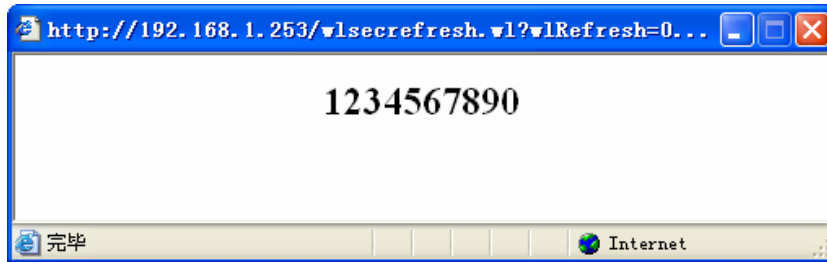 http://192.168.1.253/wlsecrefresh.wl?wlRefresh=0...
1234567890
完毕
Internet